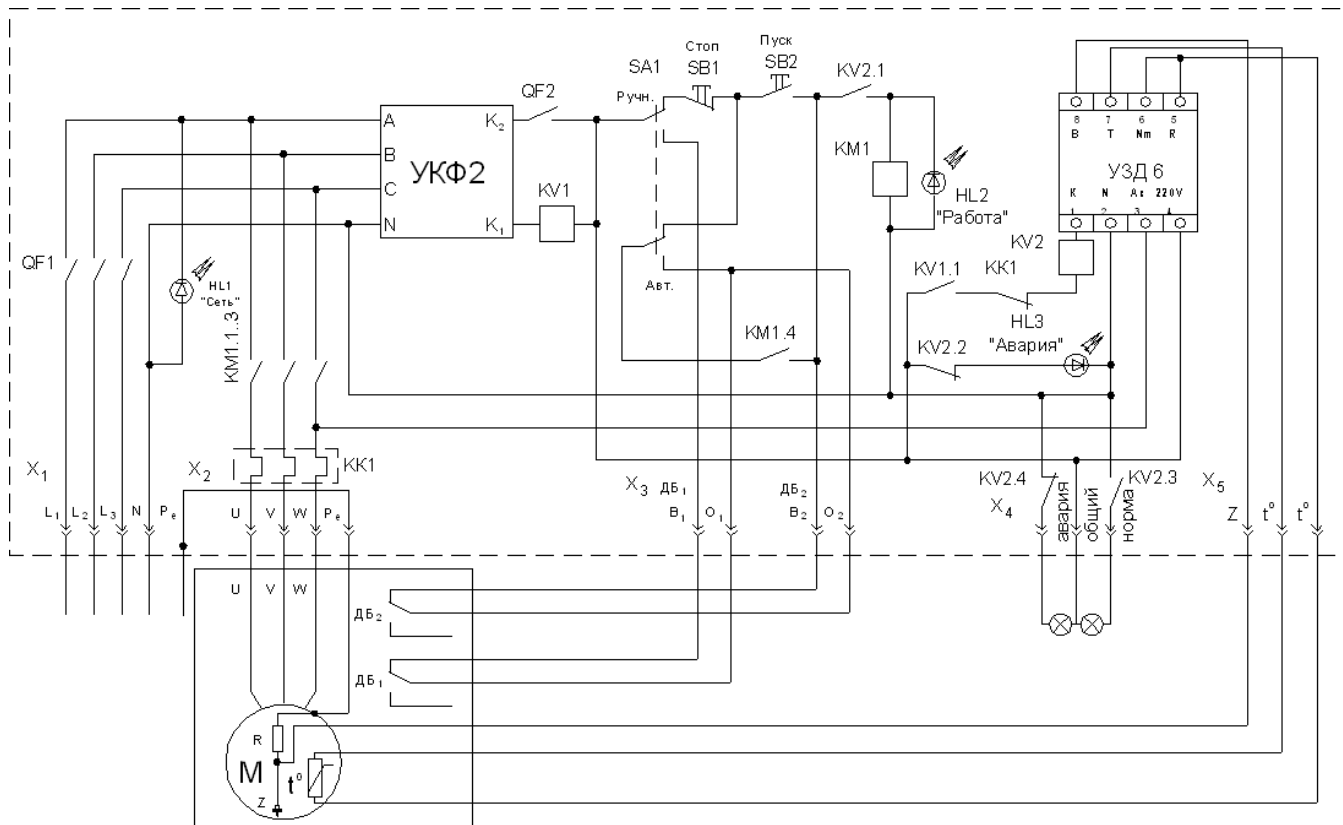 Стоп
SB1
Пуск
SB2
SA1
KV2.1
QF2
Ручн.
A
K2
B
C
N
K1
УКФ2
KV1
KM1
HL2
"Работа"
8
7
6
5
B
T
Nm
R
УЗД 6
K
N
A:
220V
1
2
3
4
KV2
QF1
HL1
"Сеть"
Авт.
KV1.1
KK1
HL3
"Авария"
KM1.1..3
KM1.4
KV2.2
X1
X2
KK1
X3
ДБ1
ДБ2
KV2.4
KV2.3
X4
авария
общий
норма
X5
L1
L2
L3
N
Pe
U
V
W
Pe
B1
O1
B2
O2
Z
t°
t°
U
V
W
ДБ2
ДБ1
R
M
t°
Z